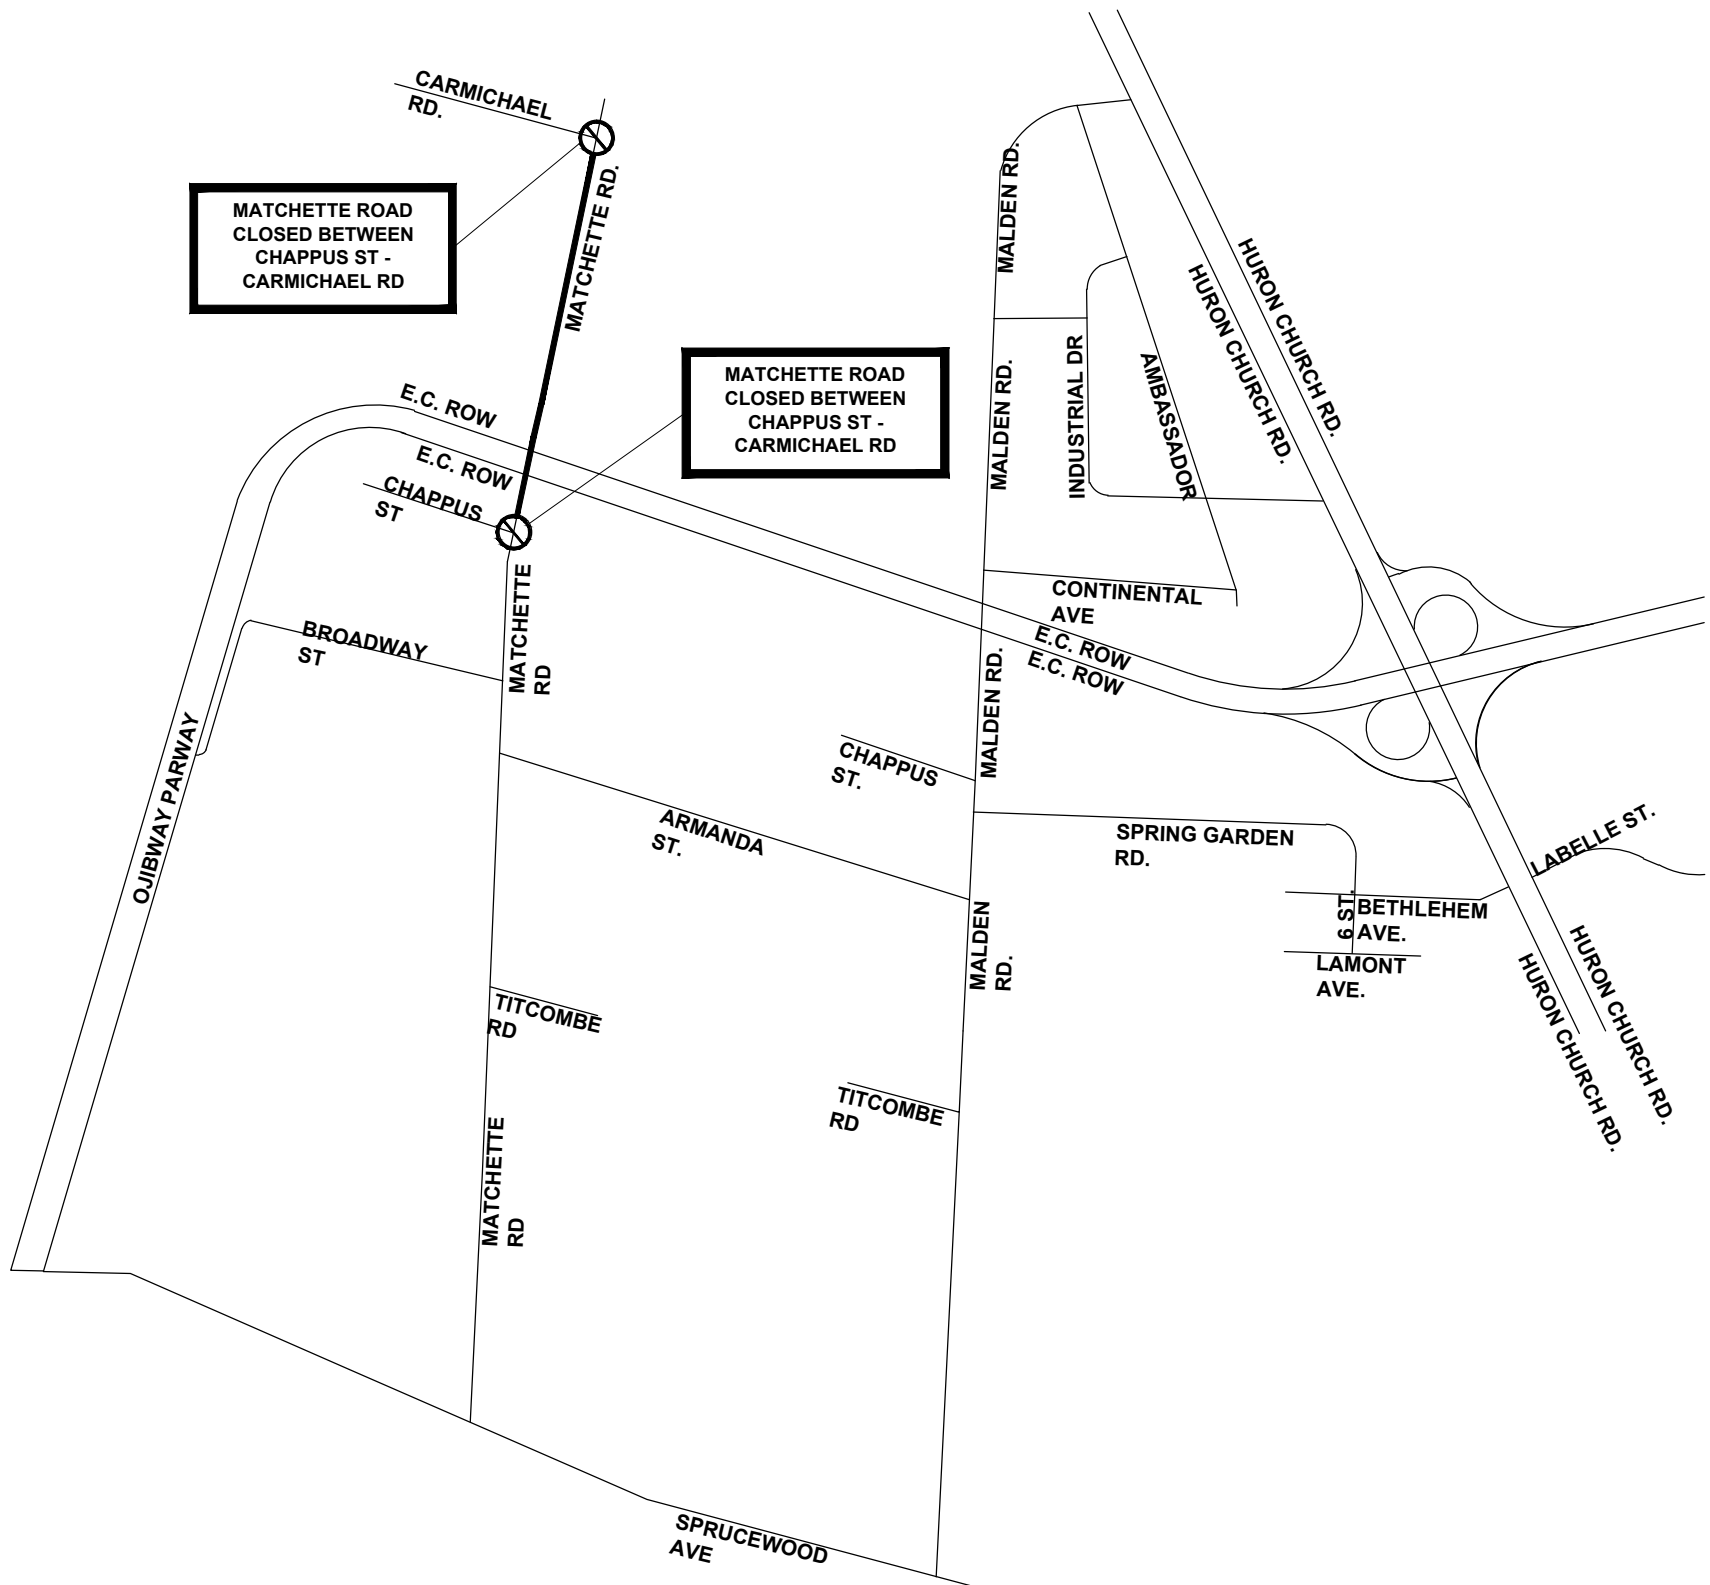 CARMICHAEL
RD.
MATCHETTE RD.
MATCHETTE ROAD
CLOSED BETWEEN
CHAPPUS ST -
CARMICHAEL RD
MALDEN RD.
HURON CHURCH RD.
HURON CHURCH RD.
MATCHETTE ROAD
CLOSED BETWEEN
CHAPPUS ST -
CARMICHAEL RD
MALDEN RD.
INDUSTRIAL DR
AMBASSADOR
E.C. ROW
E.C. ROW
CHAPPUS
ST
MATCHETTE
RD
CONTINENTAL
AVE
E.C. ROW
E.C. ROW
BROADWAY
ST
MALDEN RD.
OJIBWAY PARWAY
CHAPPUS
ST.
ARMANDA
ST.
SPRING GARDEN
RD.
LABELLE ST.
6 ST.
BETHLEHEM
AVE.
LAMONT
AVE.
MALDEN
RD.
HURON CHURCH RD.
HURON CHURCH RD.
TITCOMBE
RD
TITCOMBE
RD
MATCHETTE
RD
SPRUCEWOOD
AVE